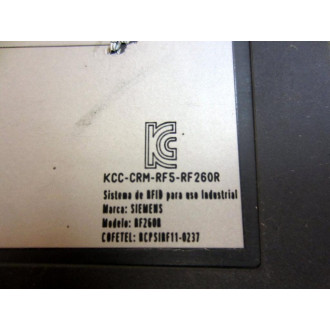 KCC-CRM-RF5-RF260R
Sistema de RFID para uso Industrial
Marca: SIEMENS
Modelo: RF260R
COFETEL: RCPSIRF11-0237